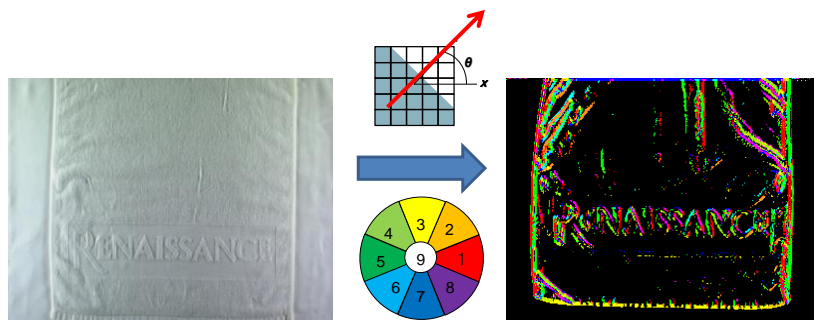 θ
x
RENAISSANCE
3
4 2
5 9 1
6 8
7
RENAISSANCE